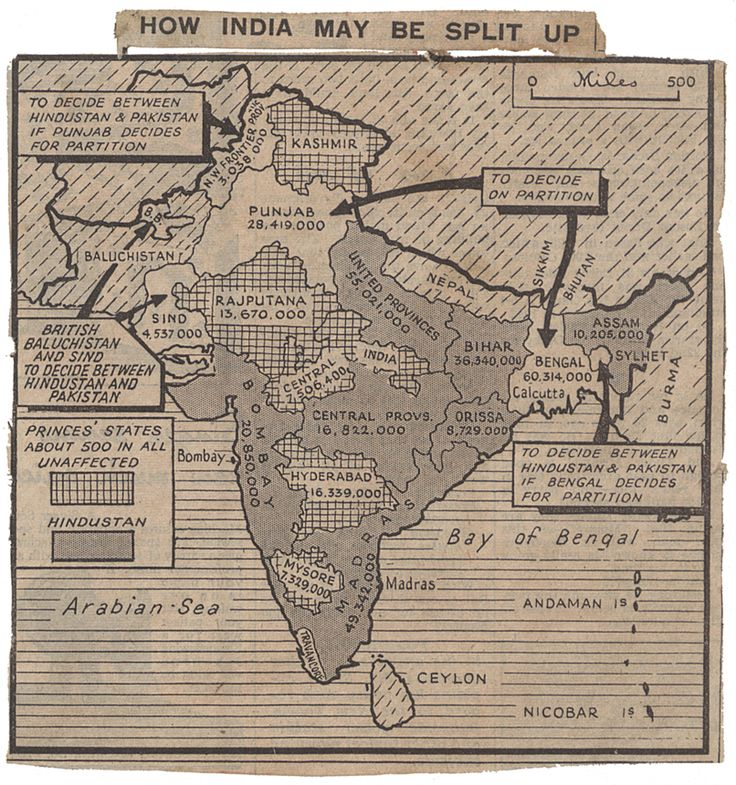 HOW INDIA MAY BE SPLIT UP
0 Miles 500
TO DECIDE BETWEEN
HINDUSTAN & PAKISTAN
IF PUNJAB DECIDES
FOR PARTITION
N.W. FRONTIER PROV.
3,038,000
KASHMIR
TO DECIDE
ON PARTITION
PUNJAB
28,419,000
B.B.
BALUCHISTAN
SIND
4,537,000
RAJPUTANA
13,670,000
UNITED PROVINCES
55,021,000
NEPAL
SIKKIM
BHUTAN
ASSAM
10,205,000
SYLHET
BURMA
BIHAR
36,340,000
BENGAL
60,314,000
Calcutta
BRITISH
BALUCHISTAN
AND SIND
TO DECIDE BETWEEN
HINDUSTAN AND
PAKISTAN
CENTRAL
INDIA
7,506,400
CENTRAL PROVS.
16,822,000
ORISSA
8,729,000
BOMBAY
20,850,000
Bombay
HYDERABAD
16,339,000
TO DECIDE BETWEEN
HINDUSTAN & PAKISTAN
IF BENGAL DECIDES
FOR PARTITION
PRINCES' STATES
ABOUT 500 IN ALL
UNAFFECTED
HINDUSTAN
Bay of Bengal
MYSORE
7,329,000
MADRAS
49,342,000
Madras
Arabian Sea
ANDAMAN Is
TRAVANCORE
CEYLON
NICOBAR Is